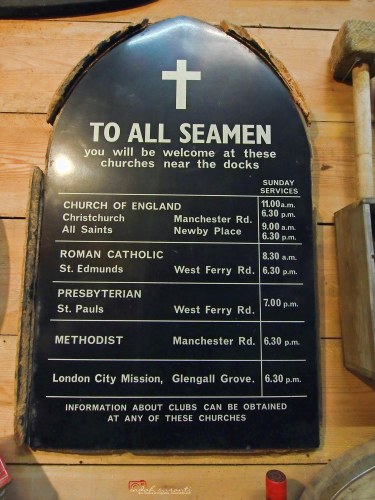 TO ALL SEAMEN
you will be welcome at these
churches near the docks
SUNDAY
SERVICES
CHURCH OF ENGLAND 11.00 a.m.
Christchurch Manchester Rd. 6.30 p.m.
All Saints Newby Place 9.00 a.m.
6.30 p.m.
ROMAN CATHOLIC 8.30 a.m.
St. Edmunds West Ferry Rd. 6.30 p.m.
PRESBYTERIAN
St. Pauls West Ferry Rd. 7.00 p.m.
METHODIST Manchester Rd. 6.30 p.m.
London City Mission, Glengall Grove. 6.30 p.m.
INFORMATION ABOUT CLUBS CAN BE OBTAINED
AT ANY OF THESE CHURCHES